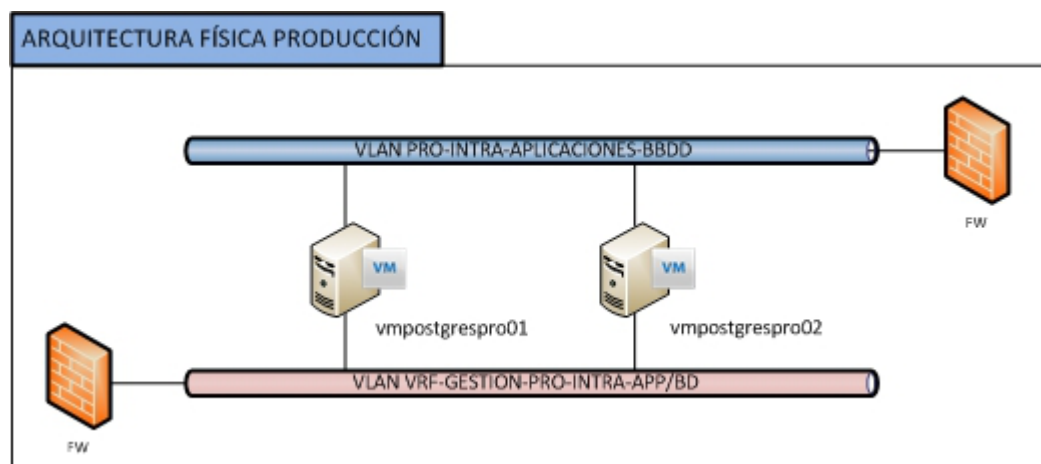 ARQUITECTURA FÍSICA PRODUCCIÓN
VLAN PRO-INTRA-APLICACIONES-BBDD
FW
VM
VM
vmpostgrespro01
vmpostgrespro02
VLAN VRF-GESTION-PRO-INTRA-APP/BD
FW